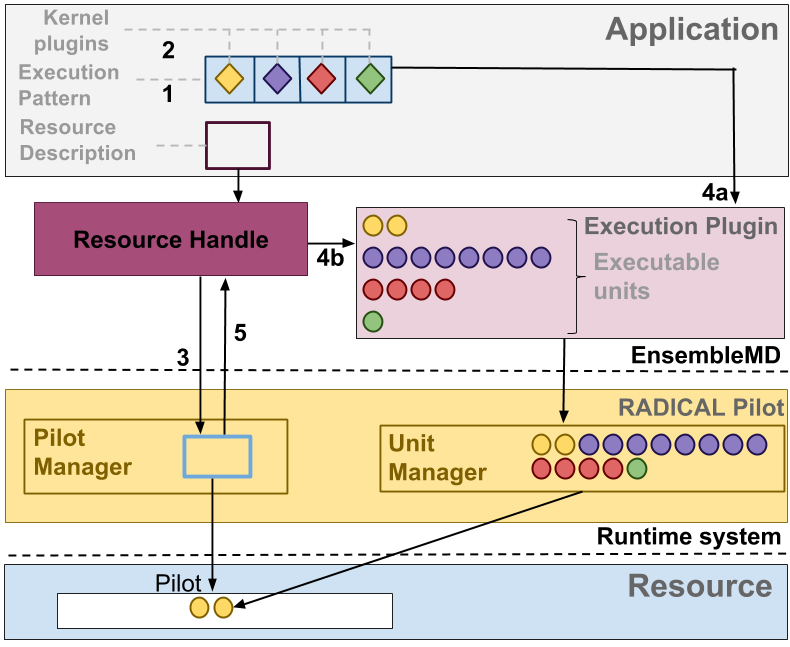 Kernel
plugins
2
Application
Execution
Pattern
1
Resource
Description
4a
Resource Handle
4b
Execution Plugin
Executable
units
3
5
EnsembleMD
RADICAL Pilot
Pilot
Manager
Unit
Manager
Runtime system
Pilot
Resource